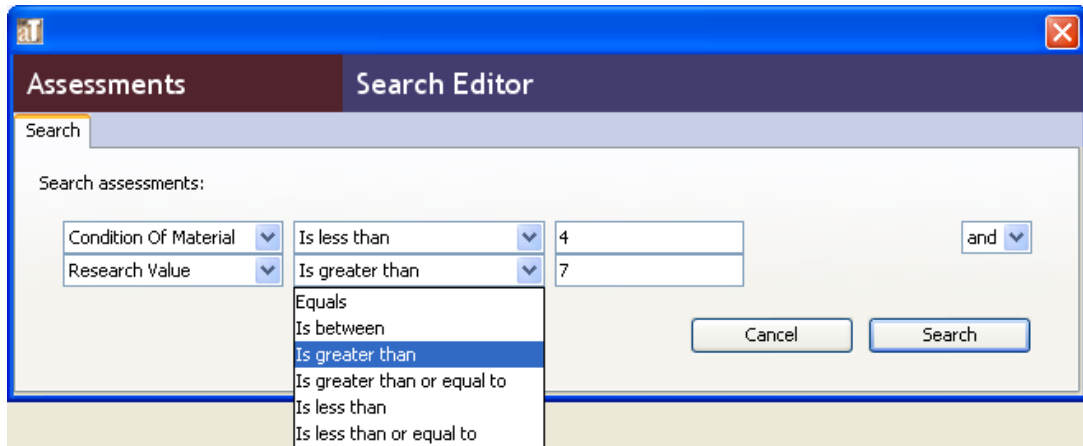 aT
Assessments Search Editor
Search
Search assessments:
Condition Of Material Is less than 4 and
Research Value Is greater than 7
Equals
Is between
Is greater than
Is greater than or equal to
Is less than
Is less than or equal to
Cancel Search